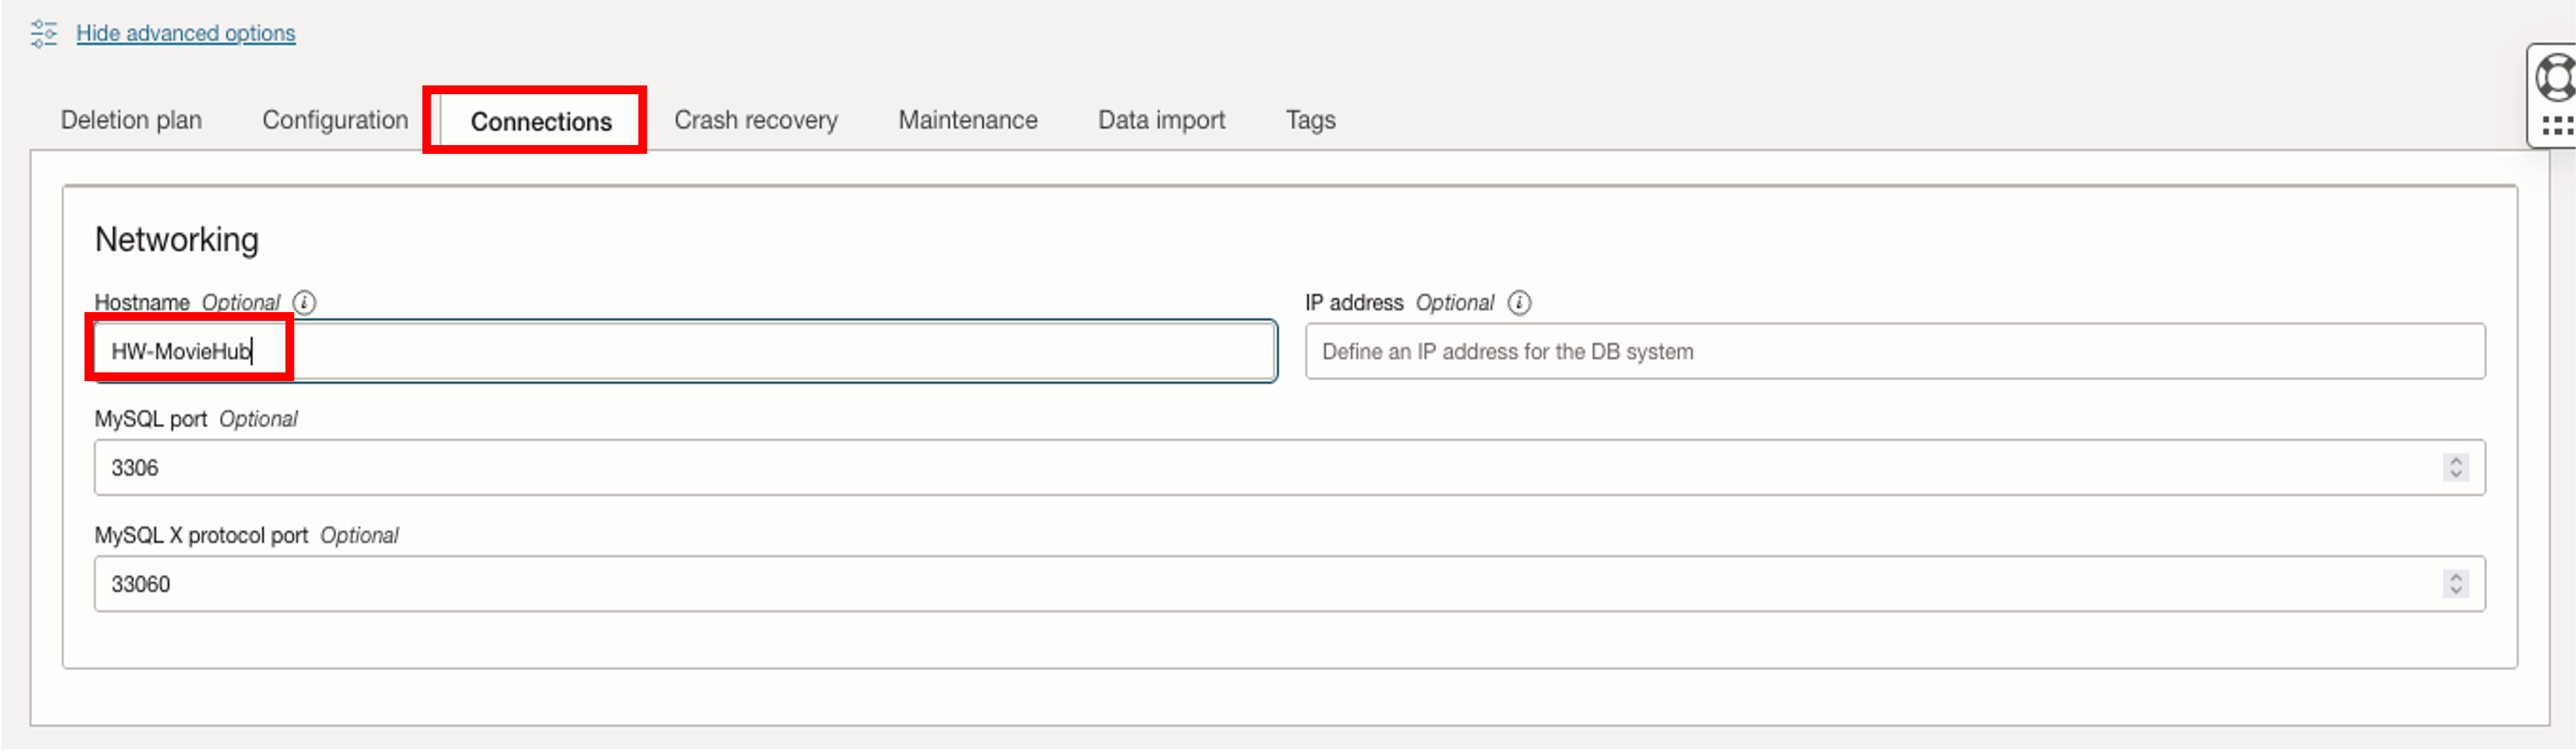 Hide advanced options
Deletion plan Configuration Connections Crash recovery Maintenance Data import Tags
Networking
Hostname Optional IP address Optional
HW-MovieHub Define an IP address for the DB system
MySQL port Optional
3306
MySQL X protocol port Optional
33060